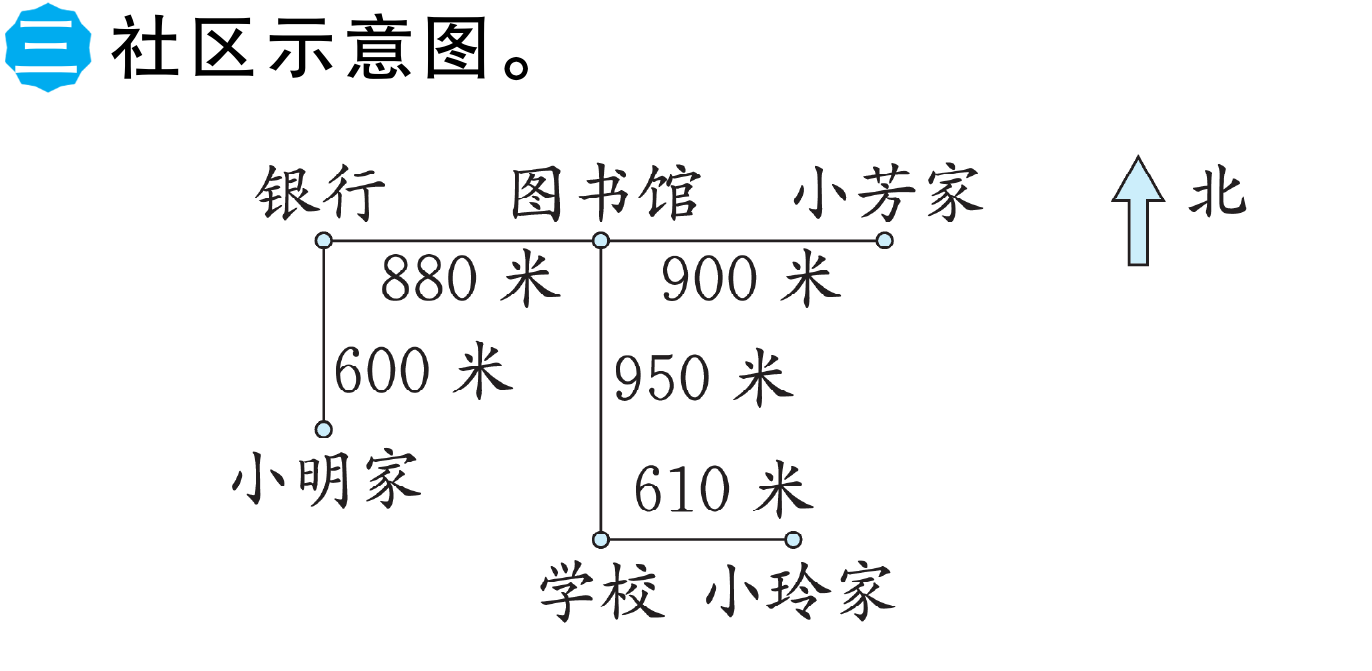 三 社区示意图。
银行 图书馆 小芳家 北
880 米 900 米
600 米 950 米
小明家 610 米
学校 小玲家